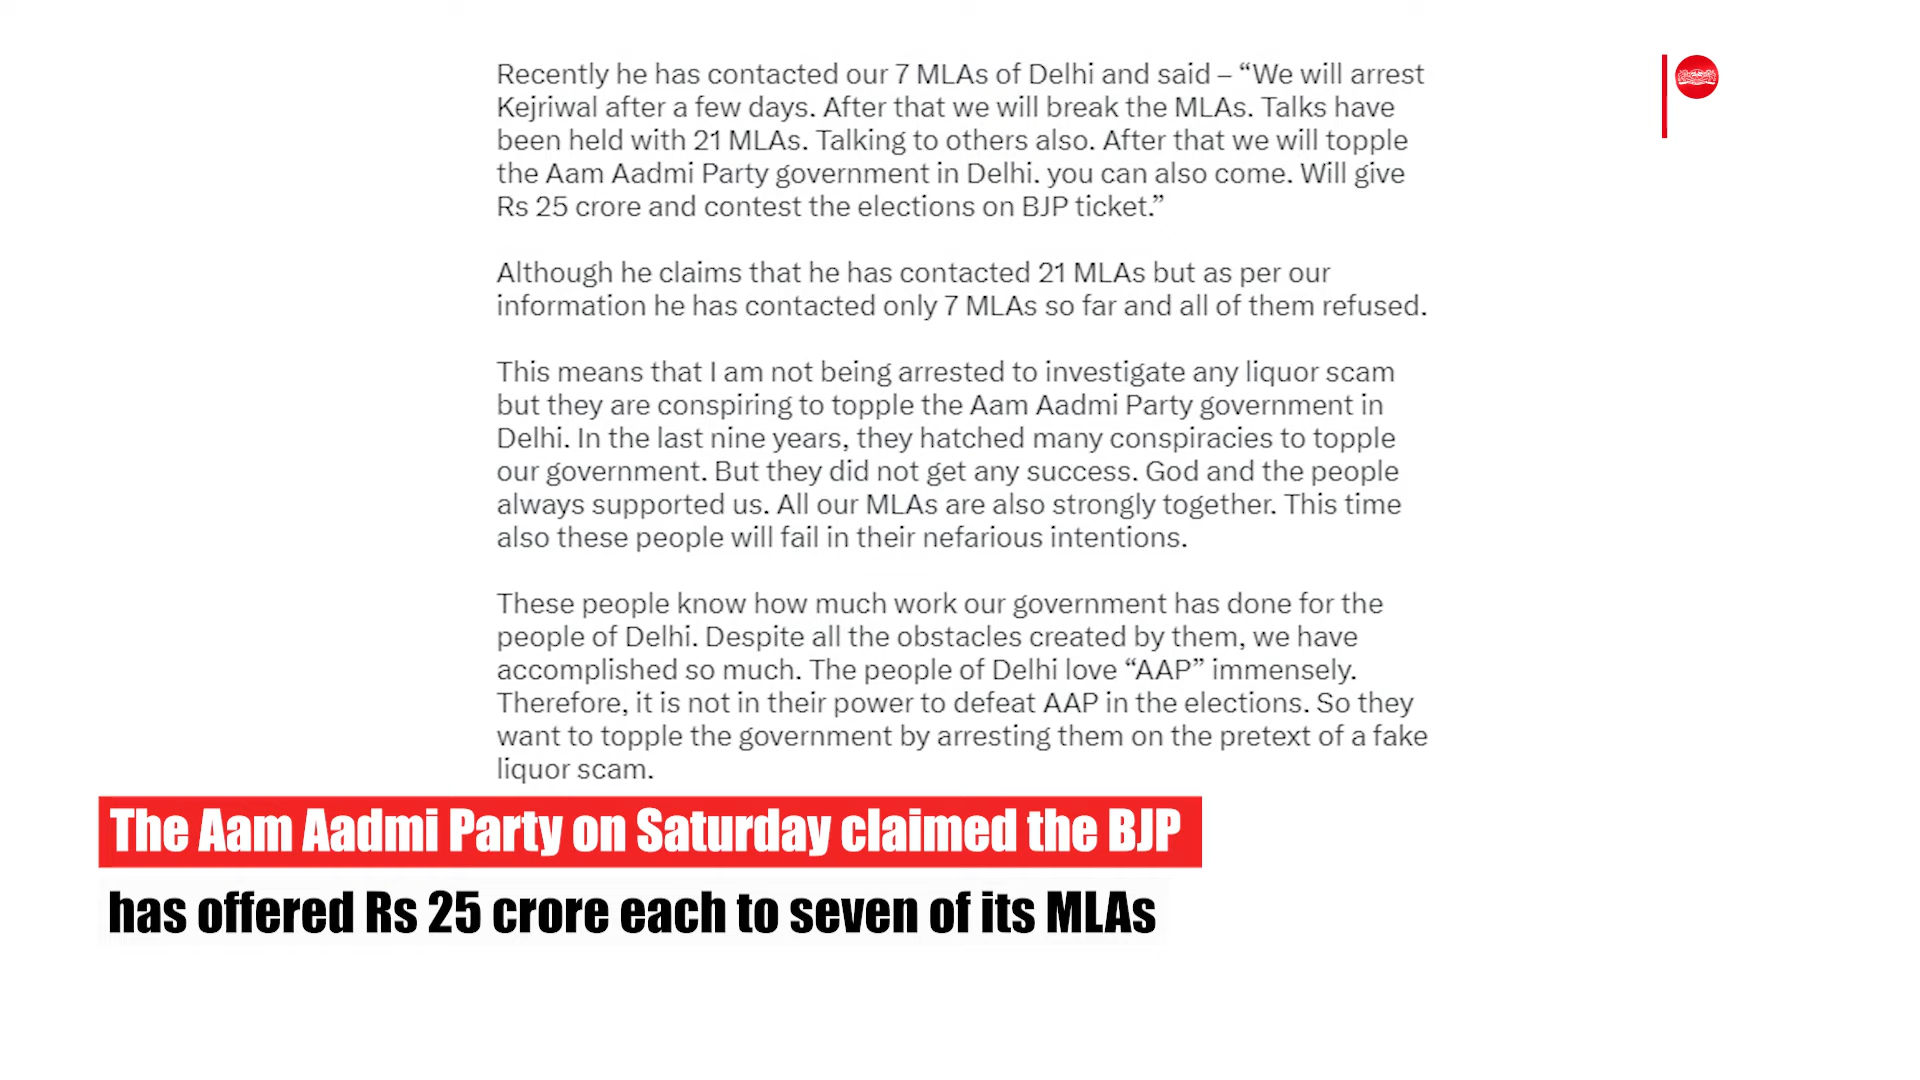 Recently he has contacted our 7 MLAs of Delhi and said – “We will arrest
Kejriwal after a few days. After that we will break the MLAs. Talks have
been held with 21 MLAs. Talking to others also. After that we will topple
the Aam Aadmi Party government in Delhi. you can also come. Will give
Rs 25 crore and contest the elections on BJP ticket.”
Although he claims that he has contacted 21 MLAs but as per our
information he has contacted only 7 MLAs so far and all of them refused.
This means that I am not being arrested to investigate any liquor scam
but they are conspiring to topple the Aam Aadmi Party government in
Delhi. In the last nine years, they hatched many conspiracies to topple
our government. But they did not get any success. God and the people
always supported us. All our MLAs are also strongly together. This time
also these people will fail in their nefarious intentions.
These people know how much work our government has done for the
people of Delhi. Despite all the obstacles created by them, we have
accomplished so much. The people of Delhi love “AAP” immensely.
Therefore, it is not in their power to defeat AAP in the elections. So they
want to topple the government by arresting them on the pretext of a fake
liquor scam.
The Aam Aadmi Party on Saturday claimed the BJP
has offered Rs 25 crore each to seven of its MLAs